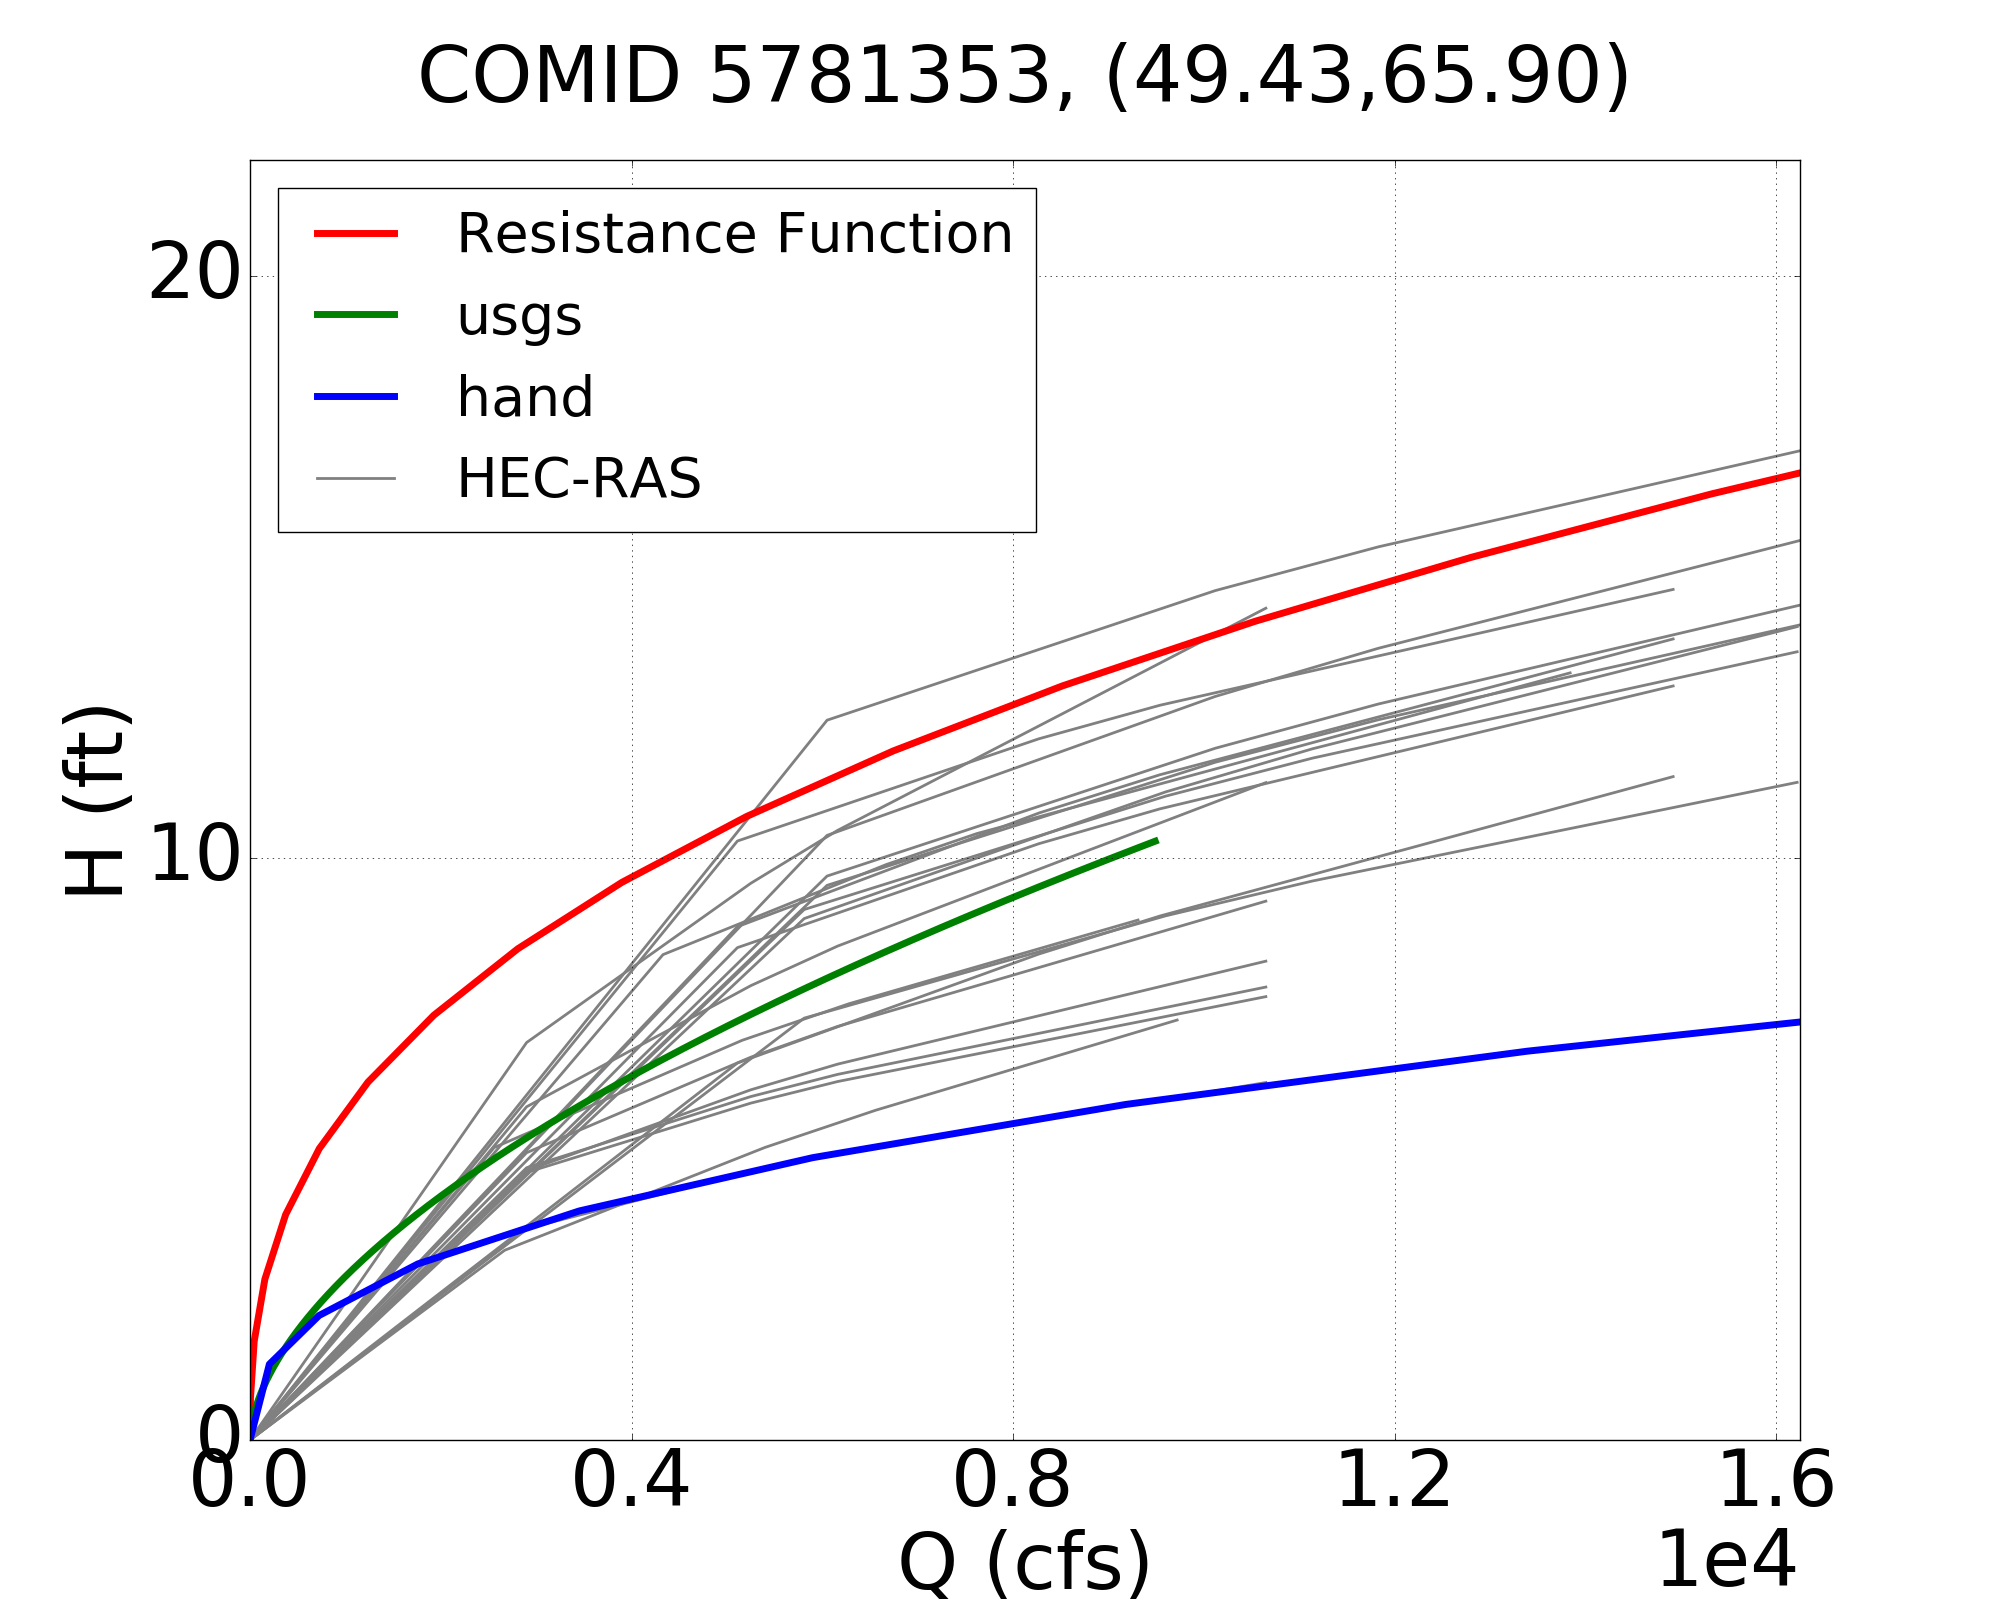 COMID 5781353, (49.43,65.90)
Resistance Function
usgs
hand
HEC-RAS
H (ft)
20
10
0
0.0 0.4 0.8 1.2 1.6
Q (cfs)
1e4